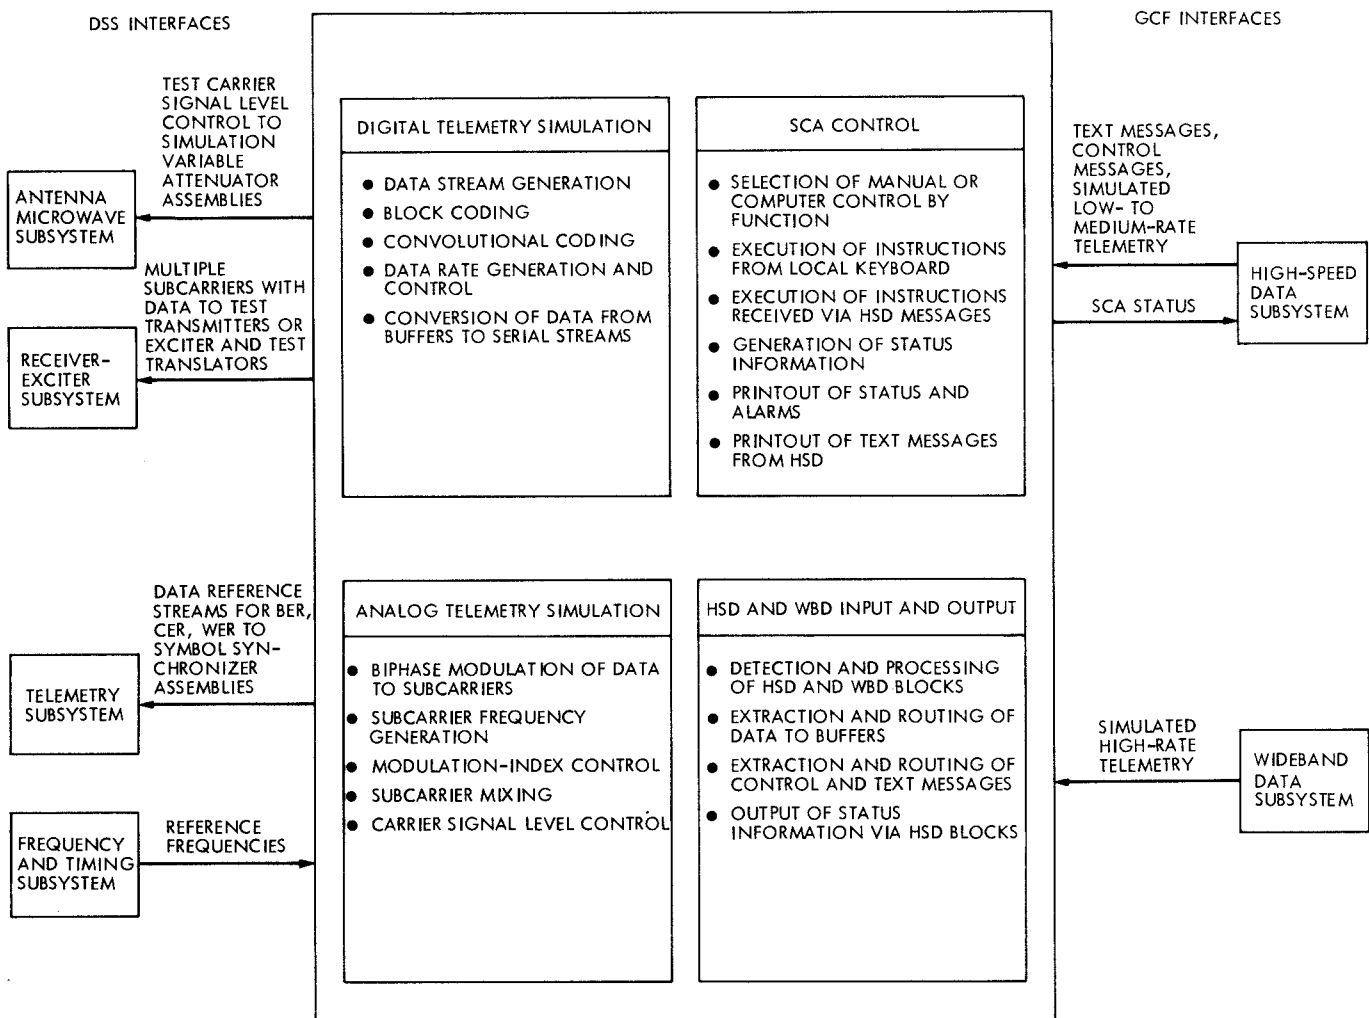 DSS INTERFACES
GCF INTERFACES
TEST CARRIER
SIGNAL LEVEL
CONTROL TO
SIMULATION
VARIABLE
ATTENUATOR
ASSEMBLIES
ANTENNA
MICROWAVE
SUBSYSTEM
MULTIPLE
SUBCARRIERS WITH
DATA TO TEST
TRANSMITTERS OR
EXCITER AND TEST
TRANSLATORS
RECEIVER-
EXCITER
SUBSYSTEM
DATA REFERENCE
STREAMS FOR BER,
CER, WER TO
SYMBOL SYN-
CHRONIZER
ASSEMBLIES
TELEMETRY
SUBSYSTEM
REFERENCE
FREQUENCIES
FREQUENCY
AND TIMING
SUBSYSTEM
DIGITAL TELEMETRY SIMULATION
● DATA STREAM GENERATION
● BLOCK CODING
● CONVOLUTIONAL CODING
● DATA RATE GENERATION AND
CONTROL
● CONVERSION OF DATA FROM
BUFFERS TO SERIAL STREAMS
SCA CONTROL
● SELECTION OF MANUAL OR
COMPUTER CONTROL BY
FUNCTION
● EXECUTION OF INSTRUCTIONS
FROM LOCAL KEYBOARD
● EXECUTION OF INSTRUCTIONS
RECEIVED VIA HSD MESSAGES
● GENERATION OF STATUS
INFORMATION
● PRINTOUT OF STATUS AND
ALARMS
● PRINTOUT OF TEXT MESSAGES
FROM HSD
ANALOG TELEMETRY SIMULATION
● BIPHASE MODULATION OF DATA
TO SUBCARRIERS
● SUBCARRIER FREQUENCY
GENERATION
● MODULATION-INDEX CONTROL
● SUBCARRIER MIXING
● CARRIER SIGNAL LEVEL CONTROL
HSD AND WBD INPUT AND OUTPUT
● DETECTION AND PROCESSING
OF HSD AND WBD BLOCKS
● EXTRACTION AND ROUTING OF
DATA TO BUFFERS
● EXTRACTION AND ROUTING OF
CONTROL AND TEXT MESSAGES
● OUTPUT OF STATUS
INFORMATION VIA HSD BLOCKS
TEXT MESSAGES,
CONTROL
MESSAGES,
SIMULATED
LOW- TO
MEDIUM-RATE
TELEMETRY
SCA STATUS
HIGH-SPEED
DATA
SUBSYSTEM
SIMULATED
HIGH-RATE
TELEMETRY
WIDEBAND
DATA
SUBSYSTEM